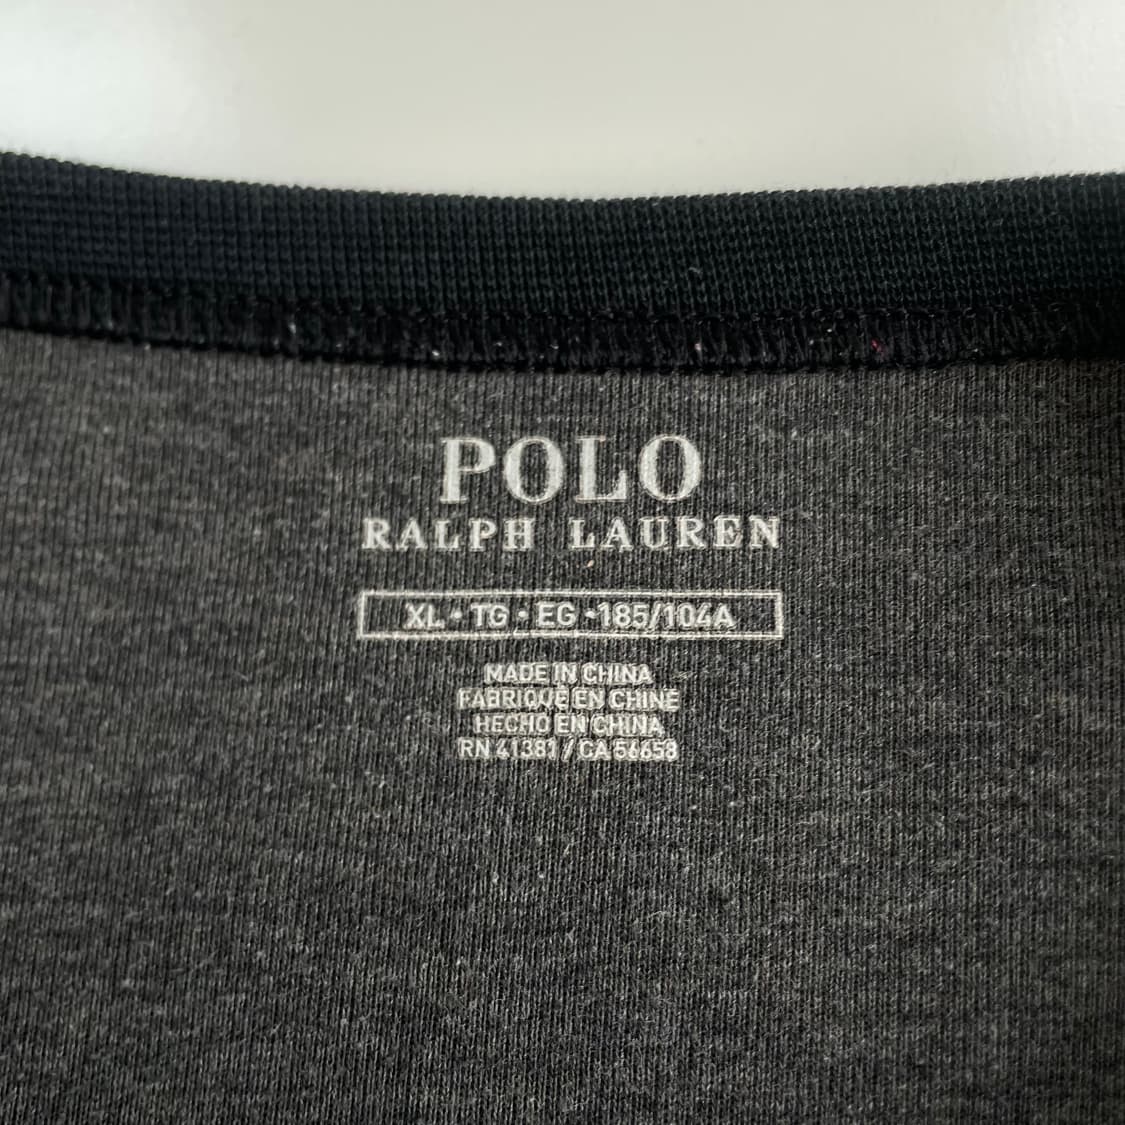 POLO
RALPH LAUREN
XL • TG • EG • 185/104A
MADE IN CHINA
FABRIQUÉ EN CHINE
HECHO EN CHINA
RN 41381 / CA 56658